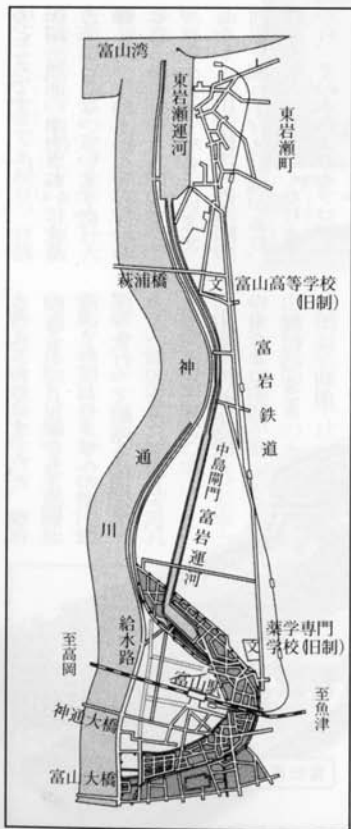 富山湾
東岩瀬運河
東岩瀬町
萩浦橋
文
富山高等学校
(旧制)
神通川
富岩鉄道
中島閘門
富岩運河
給水路
薬学専門
文
学校(旧制)
至高岡
富山駅
至魚津
神通大橋
富山大橋